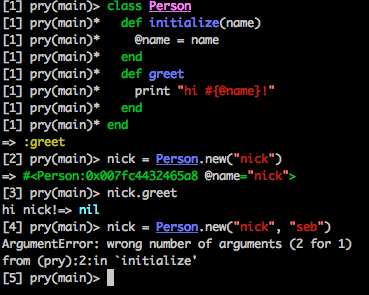 [1] pry(main)> class Person
[1] pry(main)*   def initialize(name)
[1] pry(main)*     @name = name
[1] pry(main)*   end
[1] pry(main)*   def greet
[1] pry(main)*     print "hi #{@name}!"
[1] pry(main)*   end
[1] pry(main)* end
=> :greet
[2] pry(main)> nick = Person.new("nick")
=> #<Person:0x007fc4432465a8 @name="nick">
[3] pry(main)> nick.greet
hi nick!=> nil
[4] pry(main)> nick = Person.new("nick", "seb")
ArgumentError: wrong number of arguments (2 for 1)
from (pry):2:in `initialize'
[5] pry(main)>